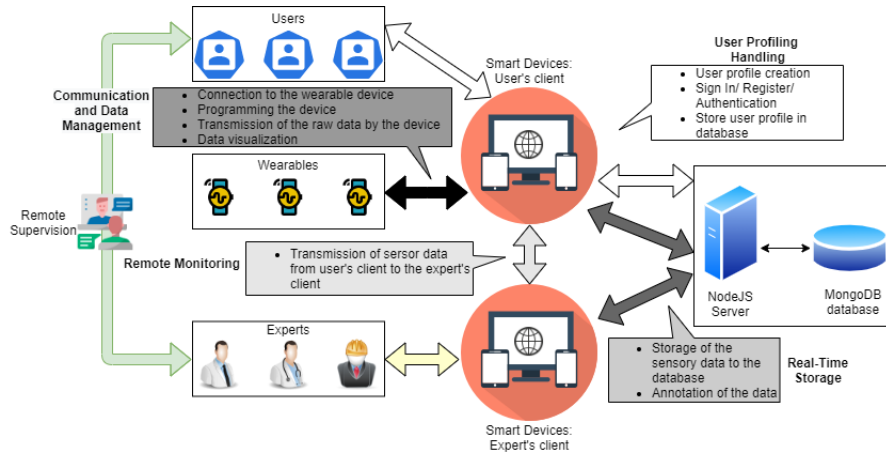 Users
Smart Devices:
User's client
User Profiling
Handling
• User profile creation
• Sign In/ Register/
Authentication
• Store user profile in
database
Communication
and Data
Management
• Connection to the wearable device
• Programming the device
• Transmission of the raw data by the device
• Data visualization
Wearables
Remote
Supervision
Remote Monitoring
• Transmission of sersor data
from user's client to the expert's
client
NodeJS
Server
MongoDB
database
Experts
• Storage of the
sensory data to the
database
• Annotation of the data
Real-Time
Storage
Smart Devices:
Expert's client